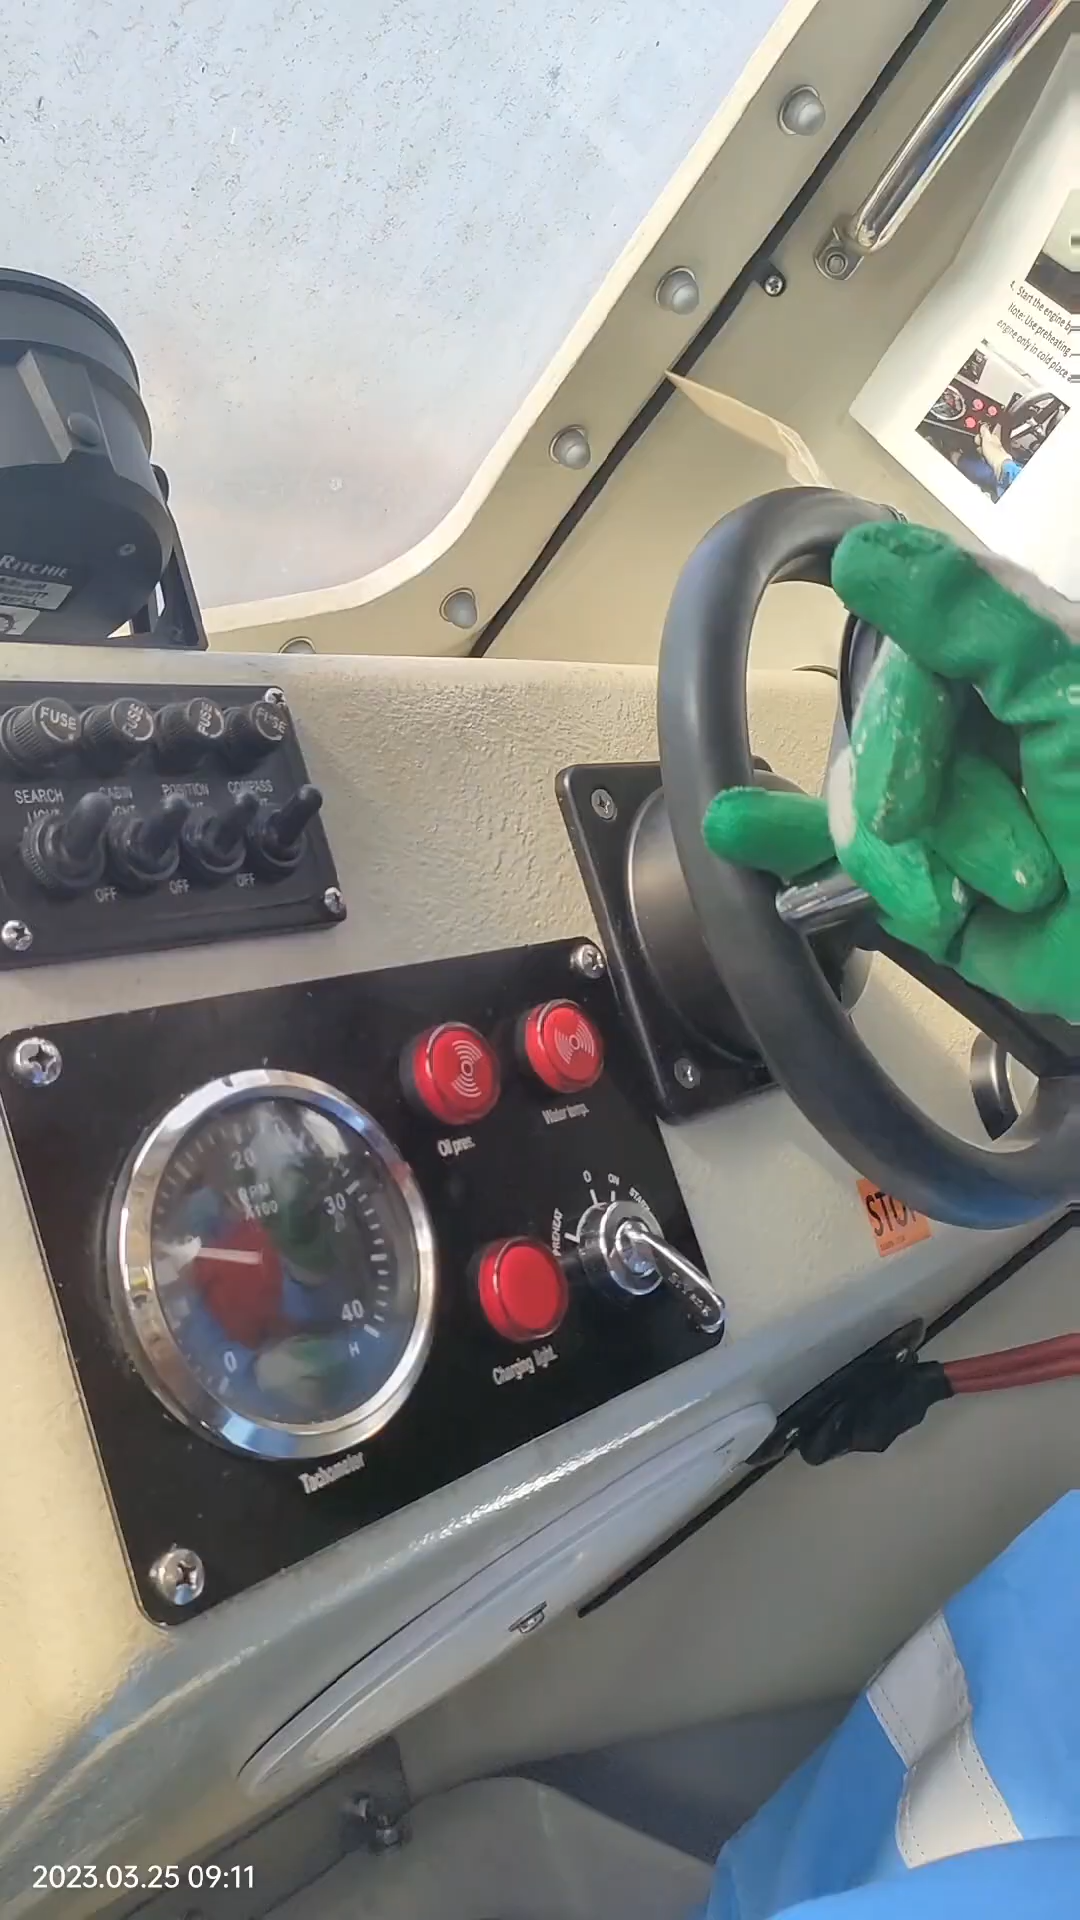 4. Start the engine by
Note: Use preheating
engine only in cold place
RITCHIE
FUSE FUSE FUSE FUSE
SEARCH CABIN POSITION COMPASS
OFF OFF OFF
Oil pres.
Water temp.
0 ON START
PREHEAT
20
RPM
X100
30
40
H
0
Charging light
Tachometer
STOP
2023.03.25 09:11